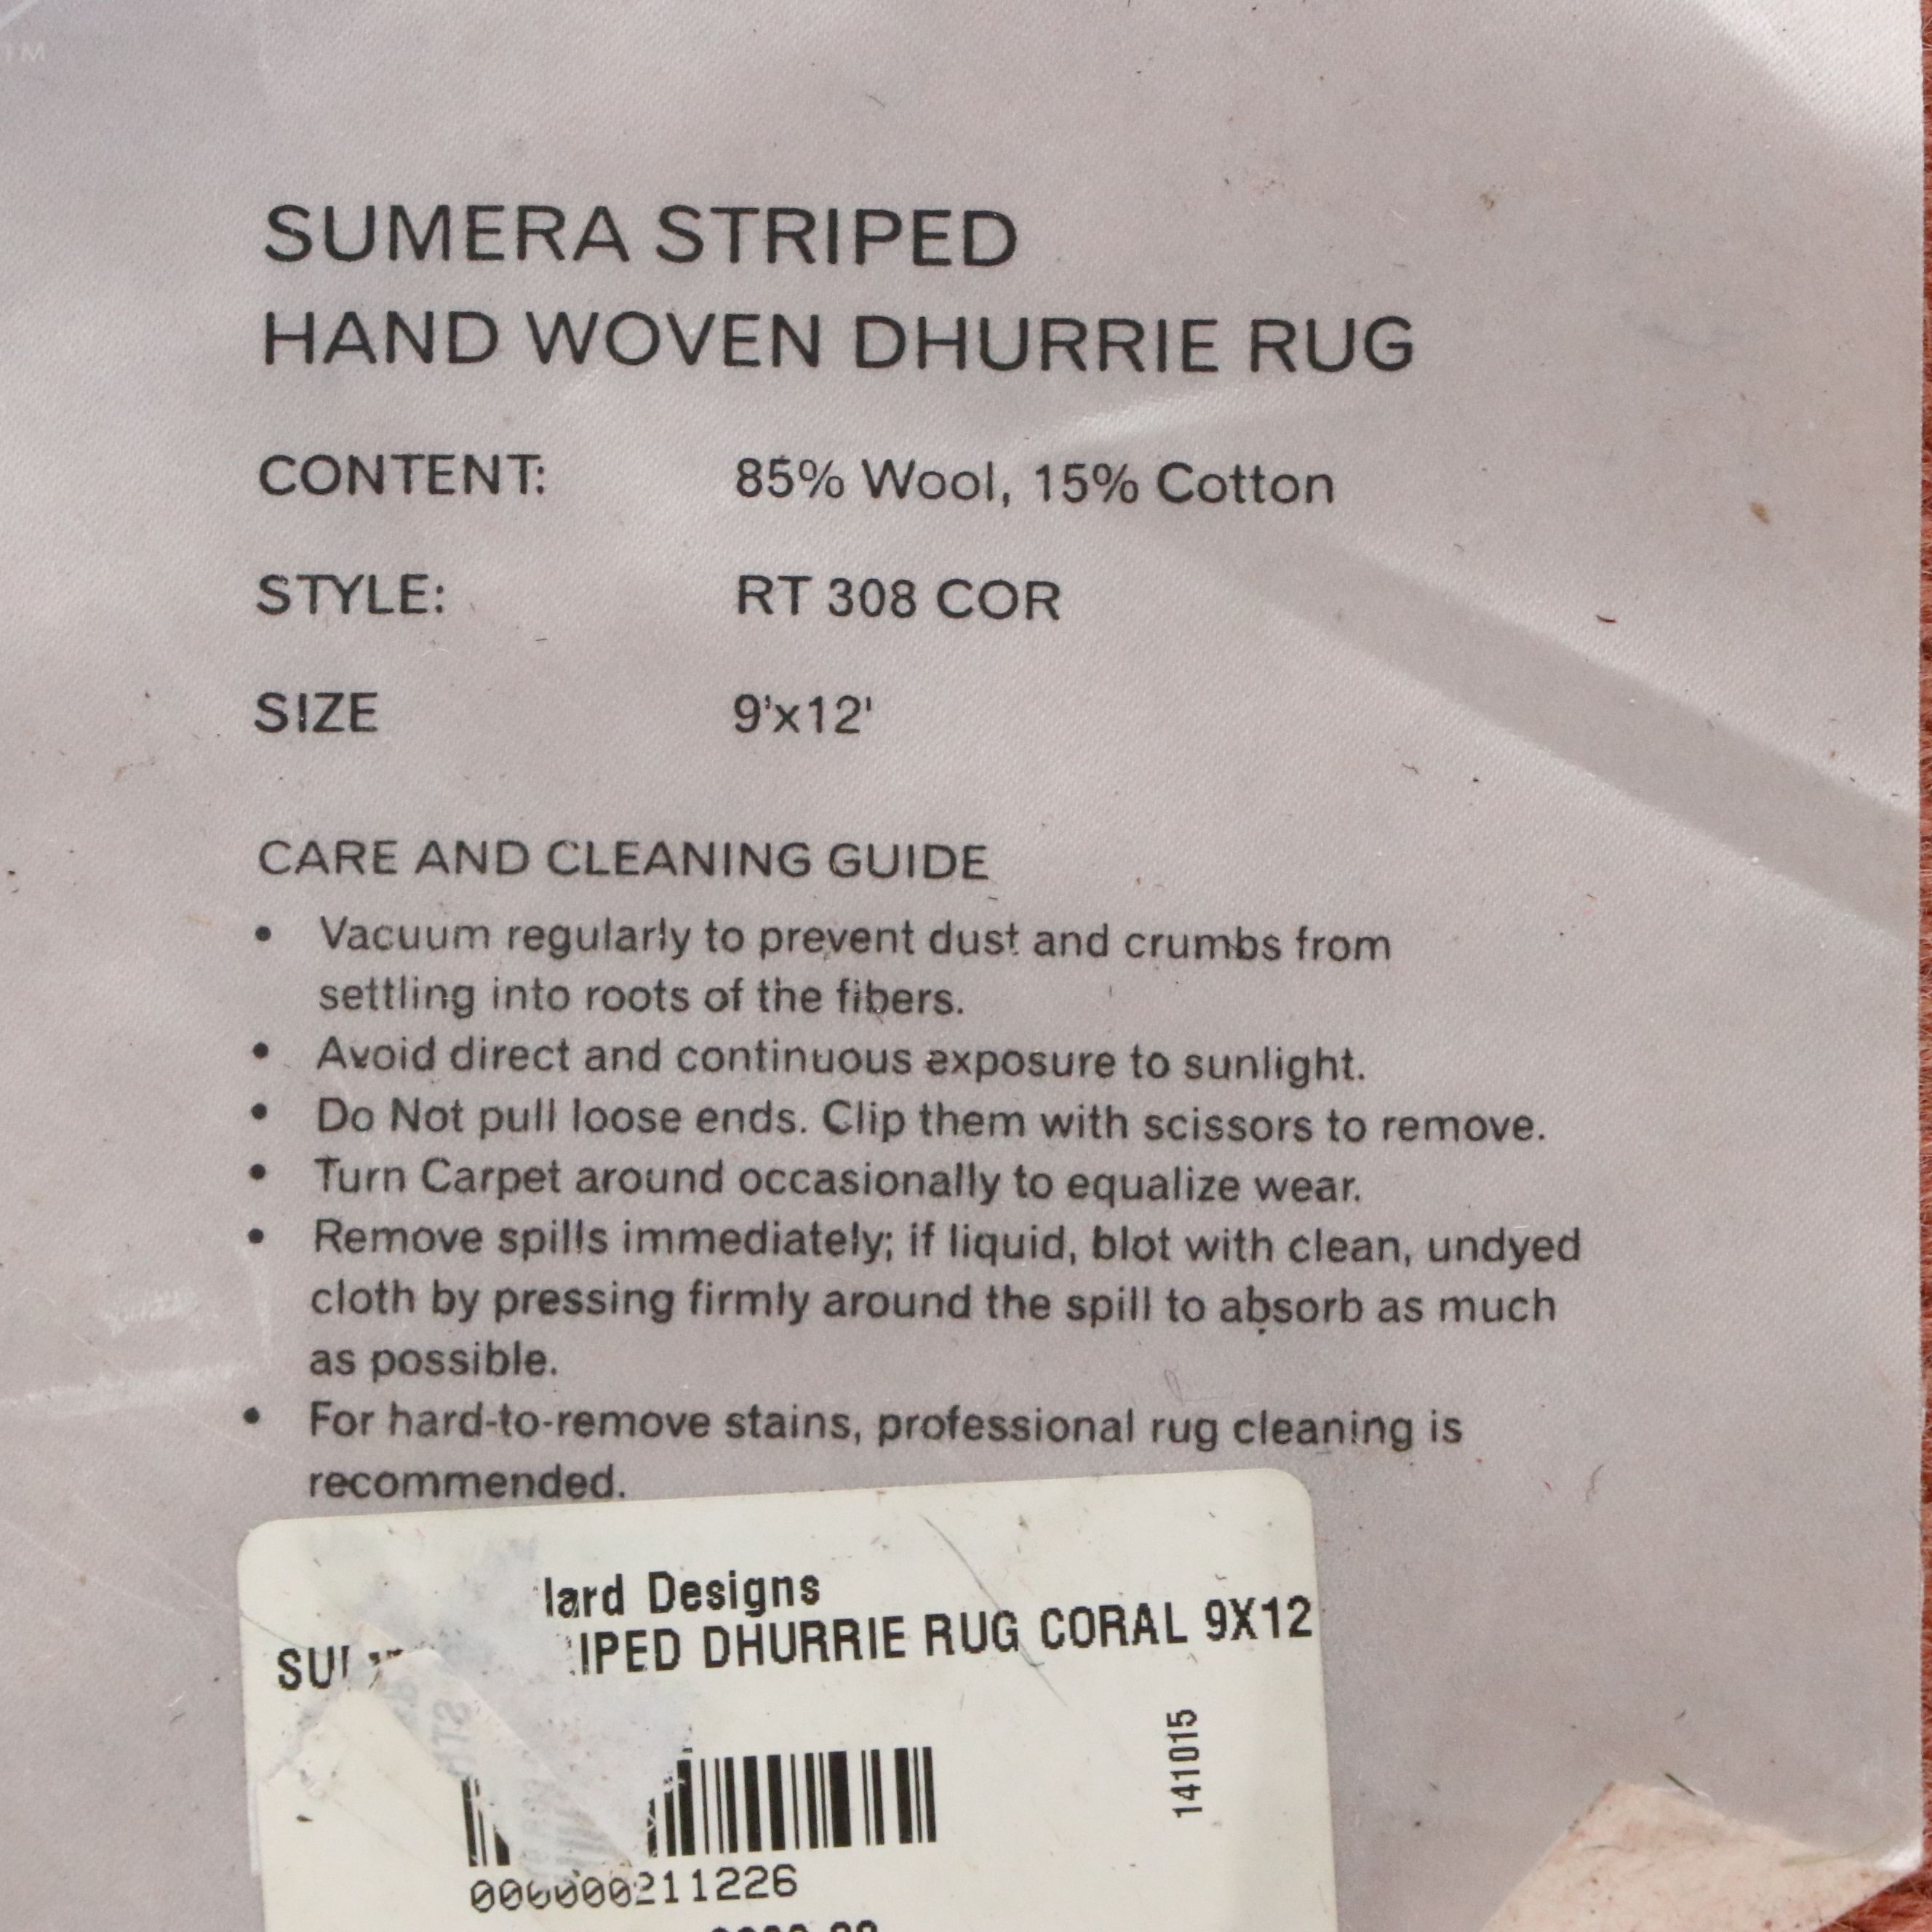 SUMERA STRIPED
HAND WOVEN DHURRIE RUG
CONTENT: 85% Wool, 15% Cotton
STYLE: RT 308 COR
SIZE 9'x12'
CARE AND CLEANING GUIDE
• Vacuum regularly to prevent dust and crumbs from
settling into roots of the fibers.
• Avoid direct and continuous exposure to sunlight.
• Do Not pull loose ends. Clip them with scissors to remove.
• Turn Carpet around occasionally to equalize wear.
• Remove spills immediately; if liquid, blot with clean, undyed
cloth by pressing firmly around the spill to absorb as much
as possible.
• For hard-to-remove stains, professional rug cleaning is
recommended.
lard Designs
IPED DHURRIE RUG CORAL 9X12
141015
000000211226